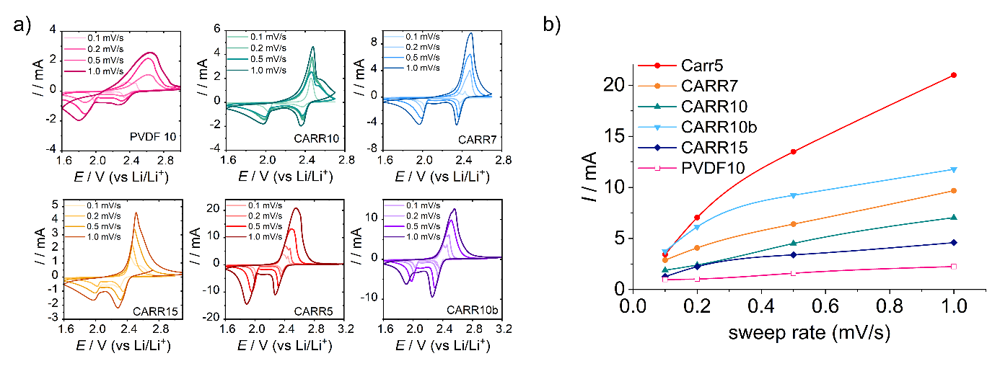 a)
b)
0.1 mV/s
0.2 mV/s
0.5 mV/s
1.0 mV/s
4
2
0
-2
-4
I / mA
PVDF 10
1.6 2.0 2.4 2.8
E / V (vs Li/Li⁺)
0.1 mV/s
0.2 mV/s
0.5 mV/s
1.0 mV/s
6
4
2
0
-2
-4
I / mA
CARR10
1.6 2.0 2.4 2.8
E / V (vs Li/Li⁺)
0.1 mV/s
0.2 mV/s
0.5 mV/s
1.0 mV/s
8
4
0
-4
-8
I / mA
CARR7
1.6 2.0 2.4 2.8
E / V (vs Li/Li⁺)
0.1 mV/s
0.2 mV/s
0.5 mV/s
1.0 mV/s
5
4
3
2
1
0
-1
-2
-3
I / mA
CARR15
1.6 2.0 2.4 2.8 3.2
E / V (vs Li/Li⁺)
0.1 mV/s
0.2 mV/s
0.5 mV/s
1.0 mV/s
20
10
0
-10
-20
I / mA
CARR5
1.6 2.0 2.4 2.8 3.2
E / V (vs Li/Li⁺)
0.1 mV/s
0.2 mV/s
0.5 mV/s
1.0 mV/s
10
0
-10
I / mA
CARR10b
1.6 2.0 2.4 2.8 3.2
E / V (vs Li/Li⁺)
Carr5
CARR7
CARR10
CARR10b
CARR15
PVDF10
20
15
10
5
0
I / mA
0.0 0.2 0.4 0.6 0.8 1.0
sweep rate (mV/s)